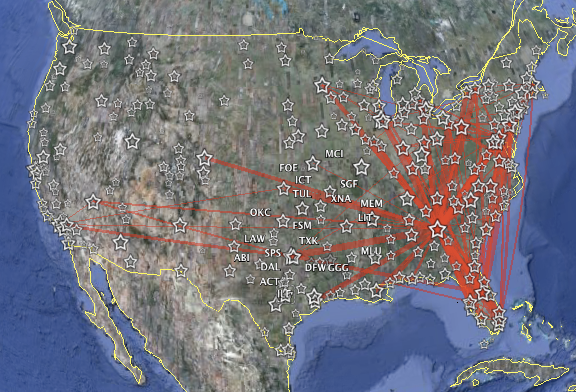 MCI
FOE
ICT
SGF
TUL
XNA
MEM
OKC
LIT
FSM
LAW
TXK
SPS
MLU
ABI
DAL
DFW GGG
ACT